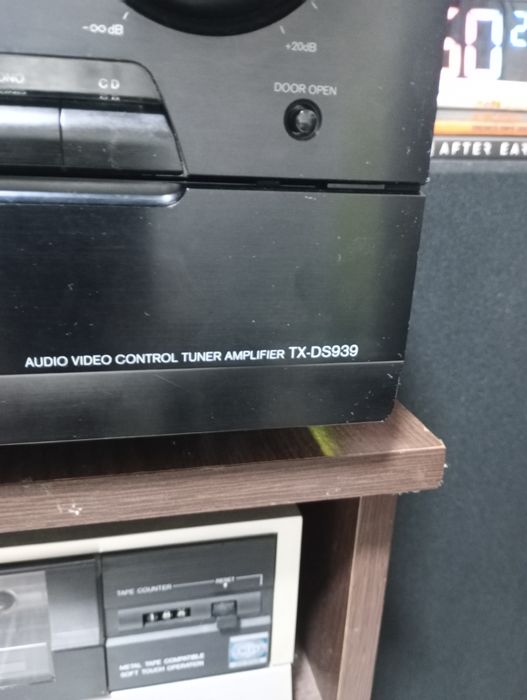 -∞ dB
+20dB
DOOR OPEN
CD
AUDIO VIDEO CONTROL TUNER AMPLIFIER TX-DS939
AFTER EAR
TAPE COUNTER
RESET
METAL TAPE COMPATIBLE
SOFT TOUCH OPERATION